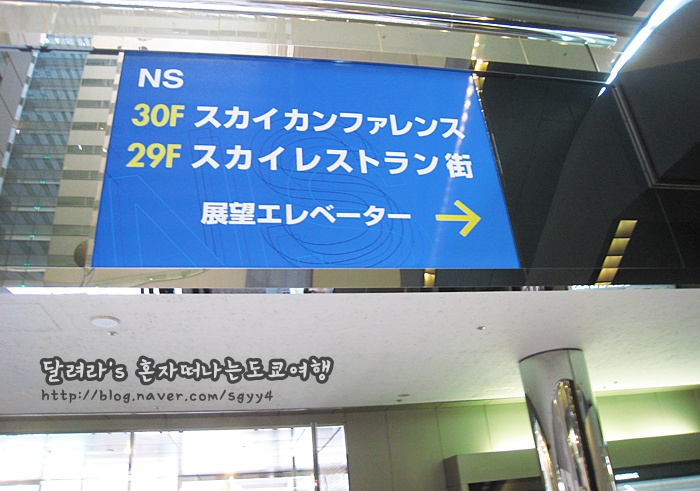 NS
30F スカイカンファレンス
29F スカイレストラン街
展望エレベーター →
달려라's 혼자떠나는도쿄여행
http://blog.naver.com/sgyy4